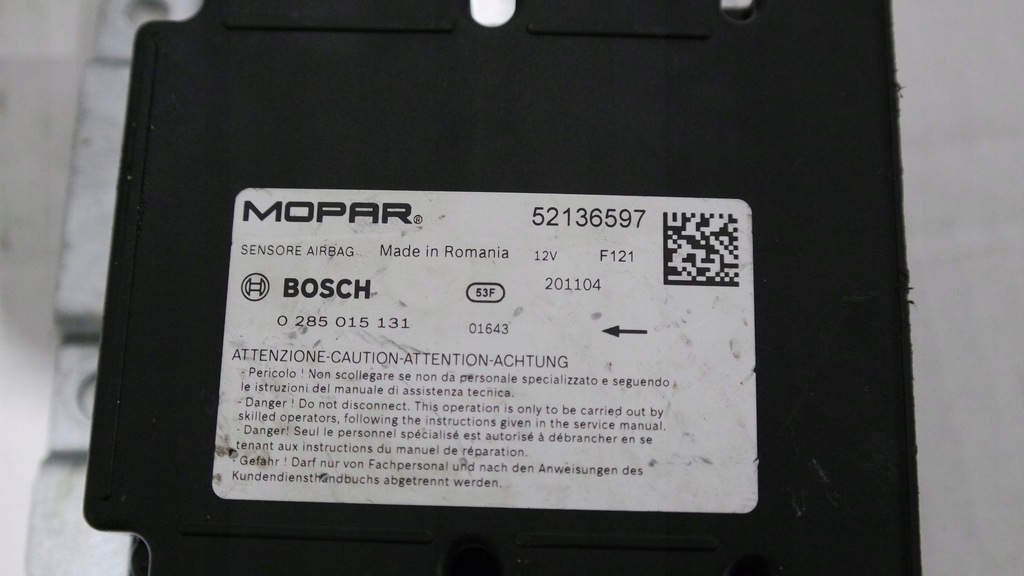 MOPAR® 52136597
SENSORE AIRBAG Made in Romania 12V F121
BOSCH 53F 201104
0 285 015 131 01643
ATTENZIONE-CAUTION-ATTENTION-ACHTUNG
- Pericolo ! Non scollegare se non da personale specializzato e seguendo
le istruzioni del manuale di assistenza tecnica.
- Danger ! Do not disconnect. This operation is only to be carried out by
skilled operators, following the instructions given in the service manual.
- Danger! Seul le personnel spécialisé est autorisé à débrancher en se
tenant aux instructions du manuel de réparation.
- Gefahr ! Darf nur von Fachpersonal und nach den Anweisungen des
Kundendiensthandbuchs abgetrennt werden.